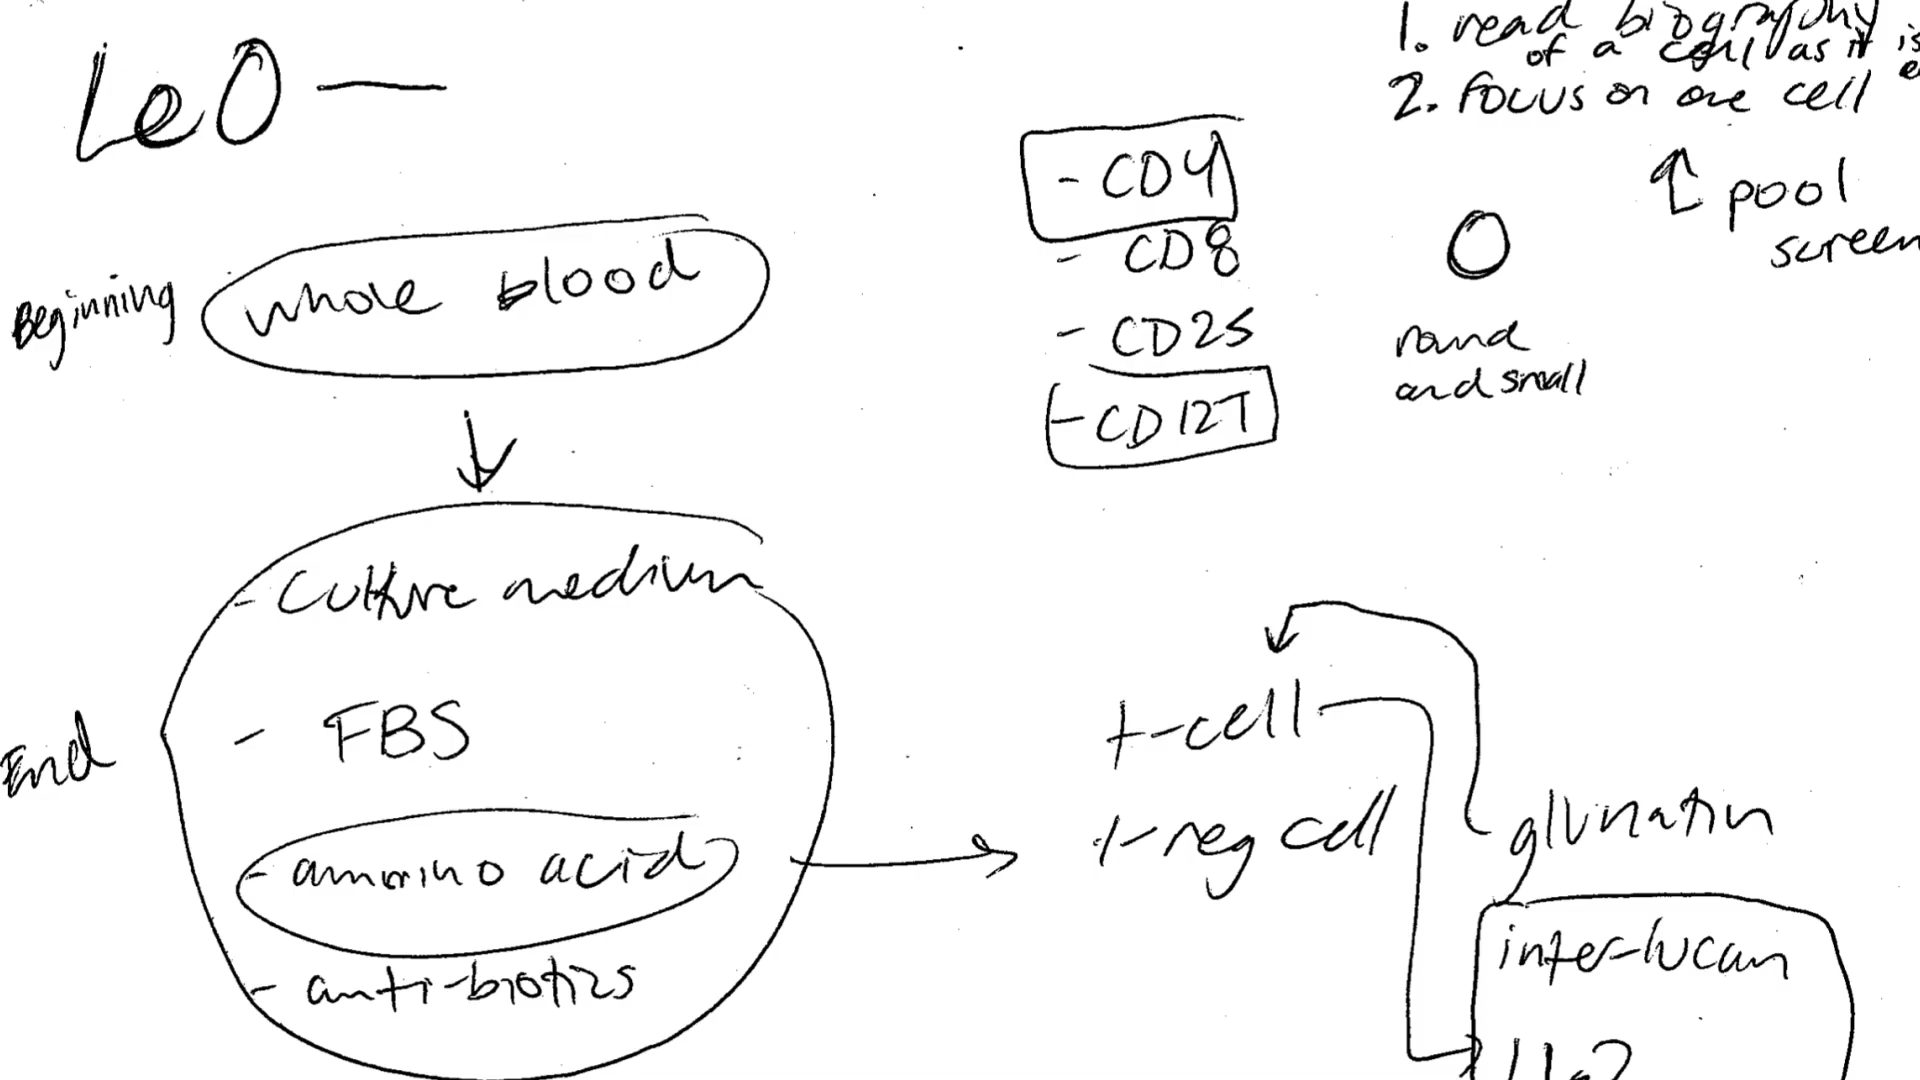 LeO —
1. read biography
of a cell as it is
2. Focus on one cell
↑ pool
screen
- CD4
- CD8
- CD25
- CD127
round
and small
Beginning
whole blood
End
- Culture medium
- FBS
- ammino acid
- anti-biotizs
t-cell
t-reg cell
glunatin
inter-lucan